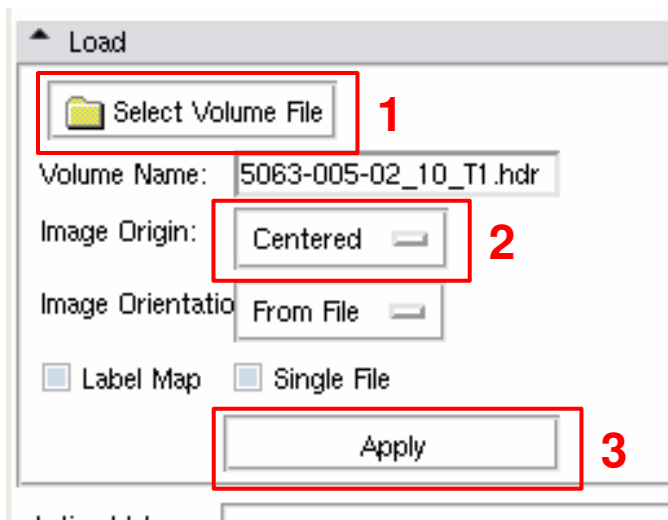 Load
Select Volume File 1
Volume Name: 5063-005-02_10_T1.hdr
Image Origin: Centered 2
Image Orientatio From File
Label Map Single File
Apply 3